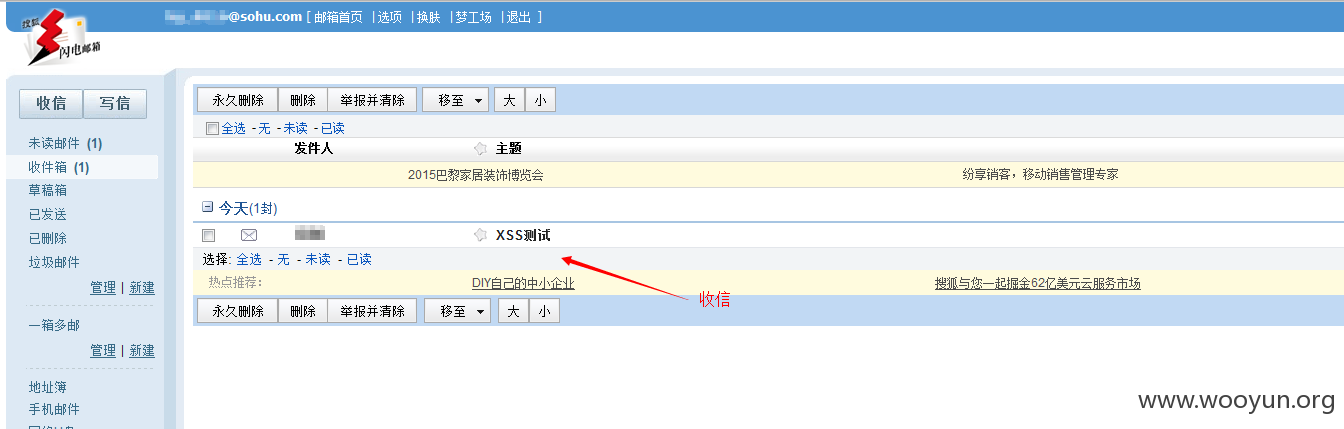 @sohu.com [ 邮箱首页 | 选项 | 换肤 | 梦工场 | 退出 ]
搜狐
闪电邮箱
收信 写信
未读邮件 (1)
收件箱 (1)
草稿箱
已发送
已删除
垃圾邮件
管理 | 新建
一箱多邮
管理 | 新建
地址簿
手机邮件
永久删除 删除 举报并清除 移至 大 小
全选 - 无 - 未读 - 已读
发件人 主题
2015巴黎家居装饰博览会 纷享销客，移动销售管理专家
今天(1封)
XSS测试
选择: 全选 - 无 - 未读 - 已读
热点推荐: DIY自己的中小企业 搜狐与您一起掘金62亿美元云服务市场
收信
永久删除 删除 举报并清除 移至 大 小
www.wooyun.org